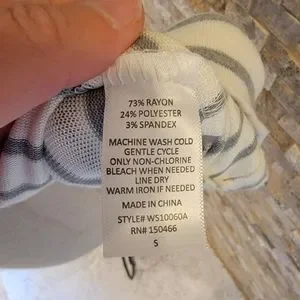 73% RAYON
24% POLYESTER
3% SPANDEX
MACHINE WASH COLD
GENTLE CYCLE
ONLY NON-CHLORINE
BLEACH WHEN NEEDED
LINE DRY
WARM IRON IF NEEDED
MADE IN CHINA
STYLE# WS10060A
RN# 150466
S